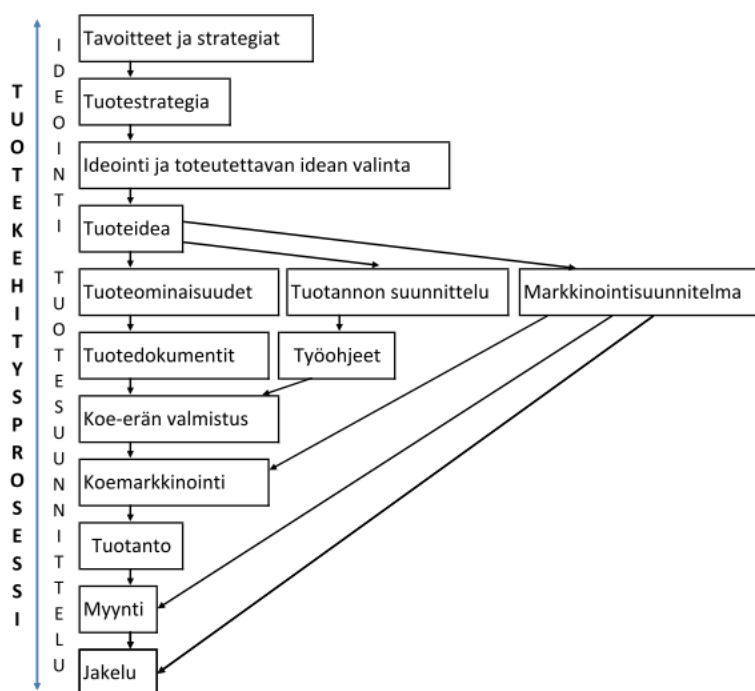 TUOTEKEHITYSPROSESSI
IDEOINTI
TUOTESUUNNITTELU
Tavoitteet ja strategiat
Tuotestrategia
Ideointi ja toteutettavan idean valinta
Tuoteidea
Tuoteominaisuudet
Tuotannon suunnittelu
Markkinointisuunnitelma
Tuotedokumentit
Työohjeet
Koe-erän valmistus
Koemarkkinointi
Tuotanto
Myynti
Jakelu